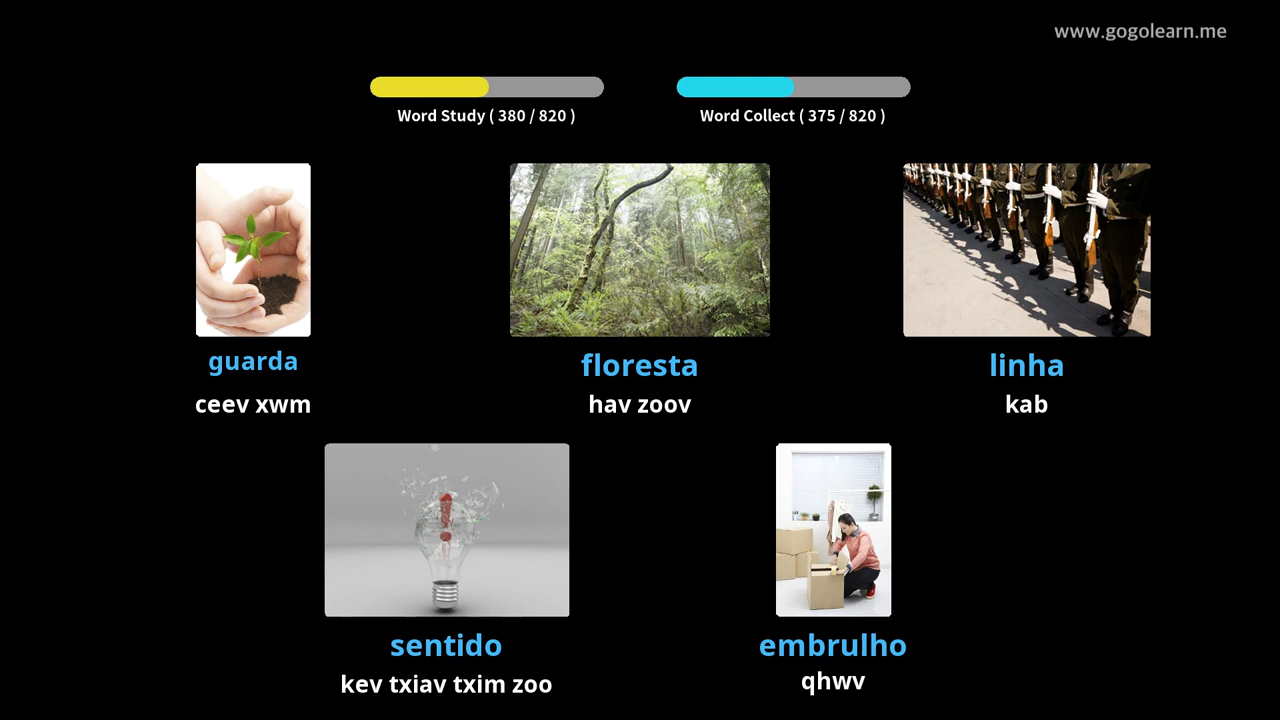 www.gogolearn.me
Word Study ( 380 / 820 )
Word Collect ( 375 / 820 )
guarda
ceev xwm
floresta
hav zoov
linha
kab
sentido
kev txiav txim zoo
embrulho
qhwv